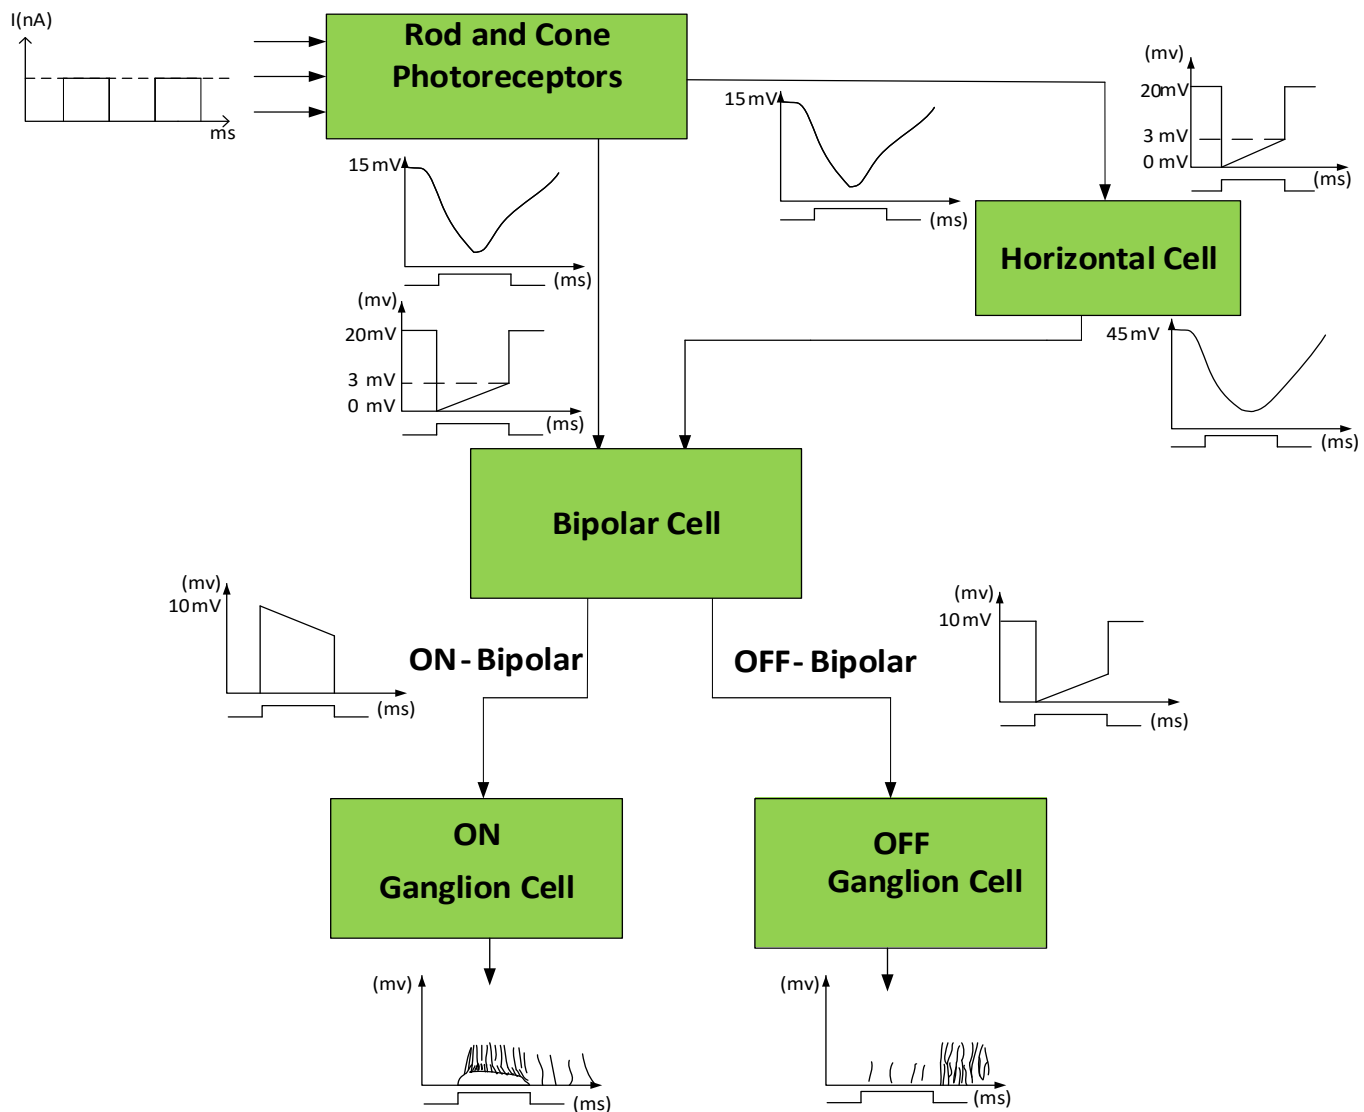 I(nA)
ms
Rod and Cone
Photoreceptors
15mV
(ms)
(mv)
20mV
3 mV
0 mV
(ms)
15mV
(ms)
(mv)
20mV
3 mV
0 mV
(ms)
Horizontal Cell
45mV
(ms)
Bipolar Cell
(mv)
10mV
(ms)
ON-Bipolar
OFF-Bipolar
(mv)
10mV
(ms)
ON
Ganglion Cell
OFF
Ganglion Cell
(mv)
(ms)
(mv)
(ms)